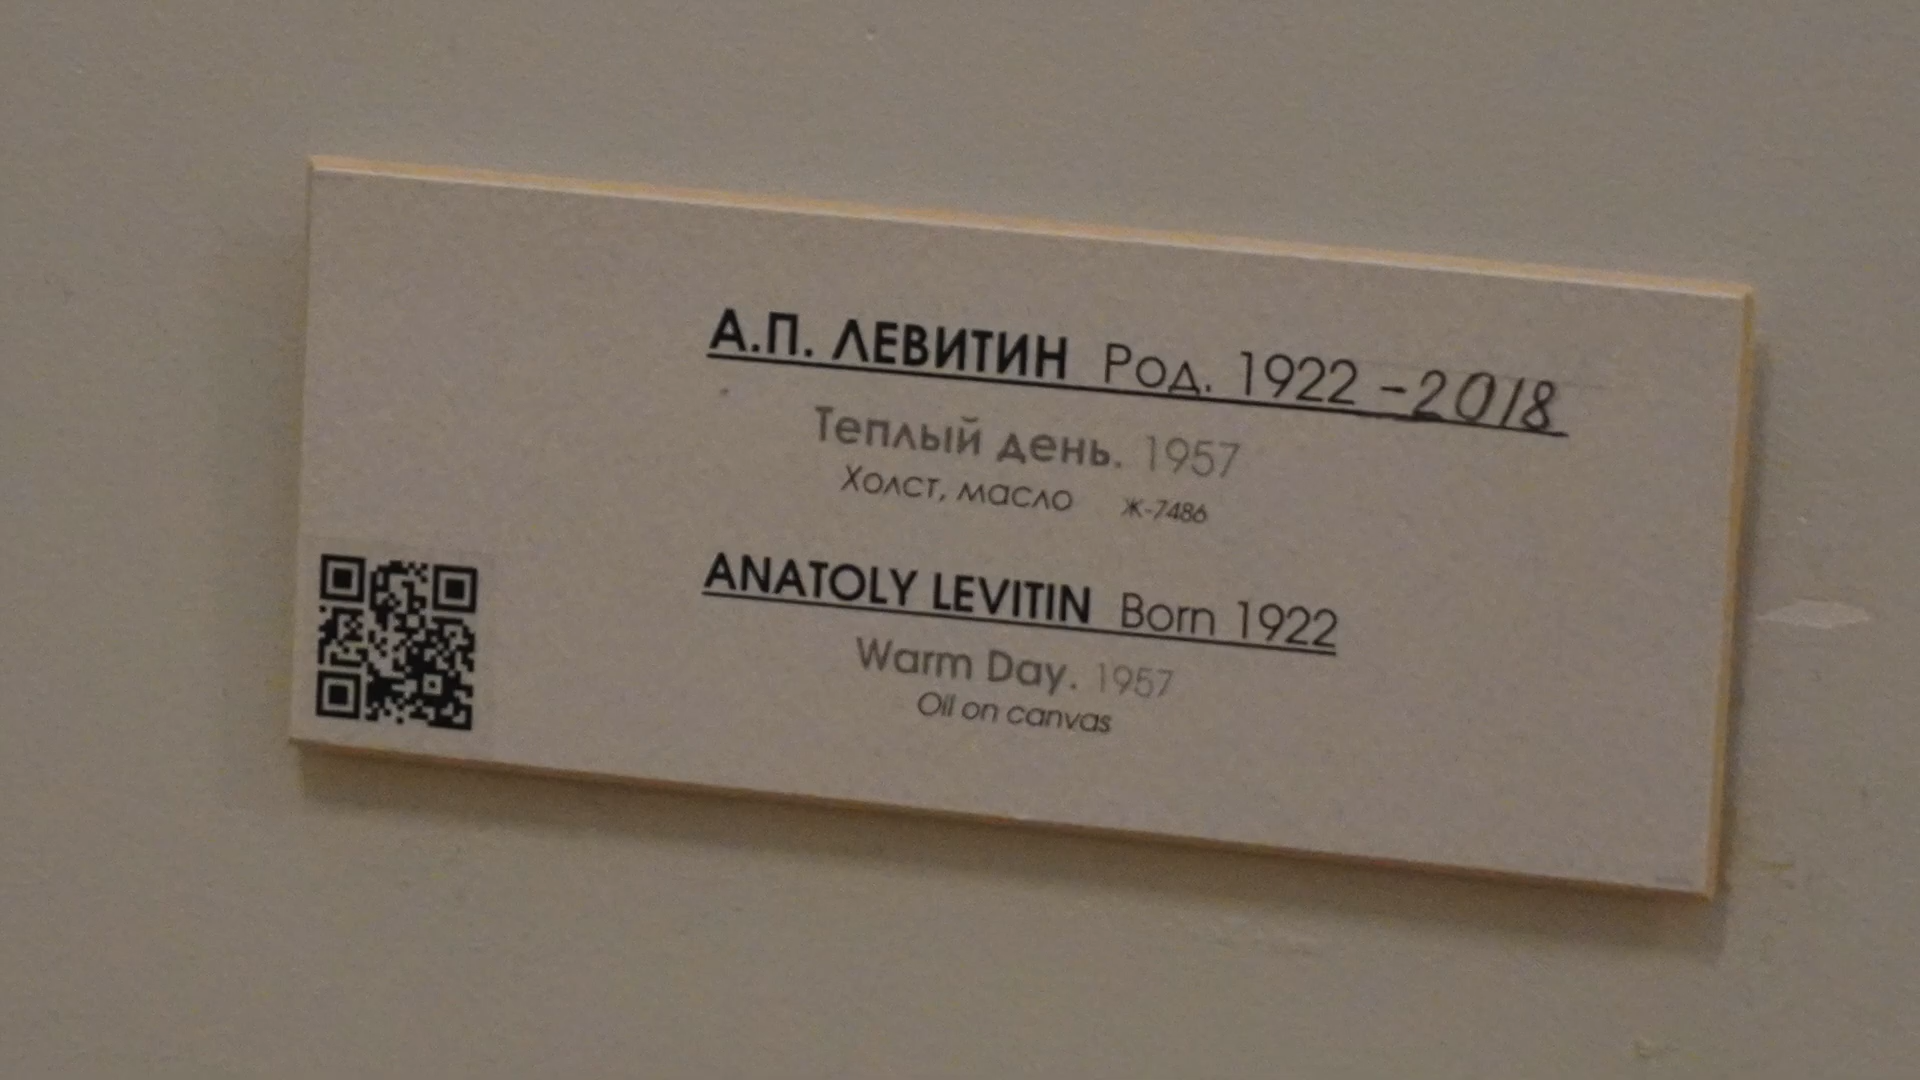 А.П. ЛЕВИТИН Род. 1922 -2018
Теплый день. 1957
Холст, масло Ж-7486
ANATOLY LEVITIN Born 1922
Warm Day. 1957
Oil on canvas